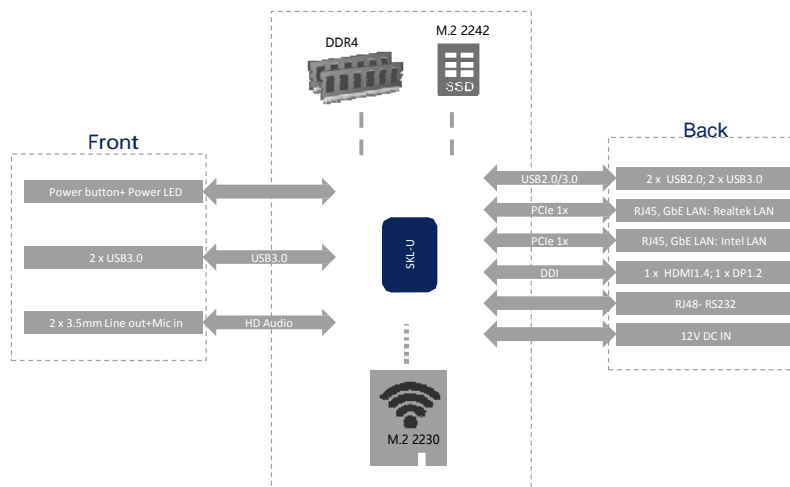 DDR4
M.2 2242
SSD
Front
Power button+ Power LED
2 x USB3.0
USB3.0
2 x 3.5mm Line out+Mic in
HD Audio
SKL-U
M.2 2230
Back
USB2.0/3.0
2 x USB2.0; 2 x USB3.0
PCIe 1x
RJ45, GbE LAN: Realtek LAN
PCIe 1x
RJ45, GbE LAN: Intel LAN
DDI
1 x HDMI1.4; 1 x DP1.2
RJ48- RS232
12V DC IN